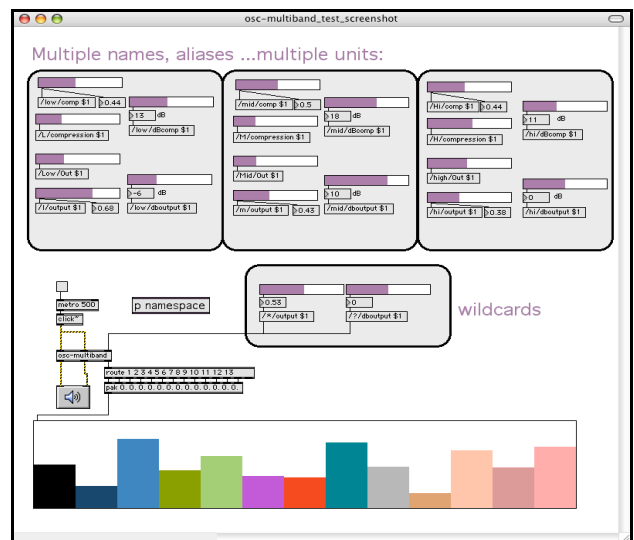 osc-multiband_test_screenshot
Multiple names, aliases ...multiple units:
/low/comp $1
0.44
13 dB
/low/dBcomp $1
/L/compression $1
/Low/Out $1
-6 dB
/l/output $1
0.68
/low/dboutput $1
/mid/comp $1
0.5
18 dB
/mid/dBcomp $1
/M/compression $1
/Mid/Out $1
10 dB
/m/output $1
0.43
/mid/dboutput $1
/Hi/comp $1
0.44
11 dB
/hi/dBcomp $1
/H/compression $1
/high/Out $1
0 dB
/hi/output $1
0.38
/hi/dboutput $1
metro 500
click~
p namespace
0.53
0
/*/output $1
/?/dboutput $1
wildcards
osc-multiband
route 1 2 3 4 5 6 7 8 9 10 11 12 13
pak 0. 0. 0. 0. 0. 0. 0. 0. 0. 0. 0. 0. 0.